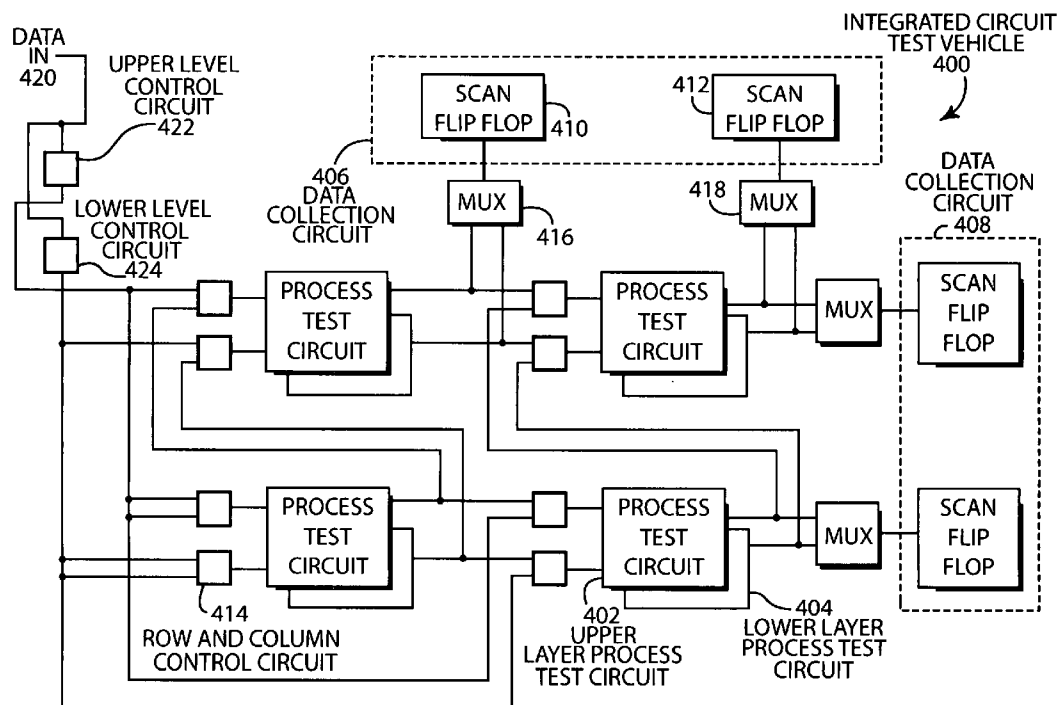 DATA
IN
420
UPPER LEVEL
CONTROL
CIRCUIT
422
LOWER LEVEL
CONTROL
CIRCUIT
424
406
DATA
COLLECTION
CIRCUIT
SCAN
FLIP FLOP
410
412
SCAN
FLIP FLOP
INTEGRATED CIRCUIT
TEST VEHICLE
400
MUX
416
418
MUX
DATA
COLLECTION
CIRCUIT
408
PROCESS
TEST
CIRCUIT
PROCESS
TEST
CIRCUIT
MUX
SCAN
FLIP
FLOP
PROCESS
TEST
CIRCUIT
PROCESS
TEST
CIRCUIT
MUX
SCAN
FLIP
FLOP
414
ROW AND COLUMN
CONTROL CIRCUIT
402
UPPER
LAYER PROCESS
TEST CIRCUIT
404
LOWER LAYER
PROCESS TEST
CIRCUIT